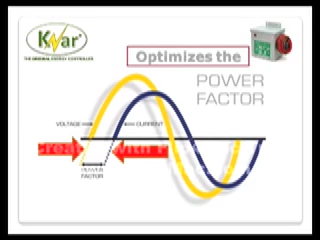 KVar®
THE ORIGINAL ENERGY CONTROLLER
Optimizes the
POWER
FACTOR
VOLTAGE
CURRENT
POWER
FACTOR